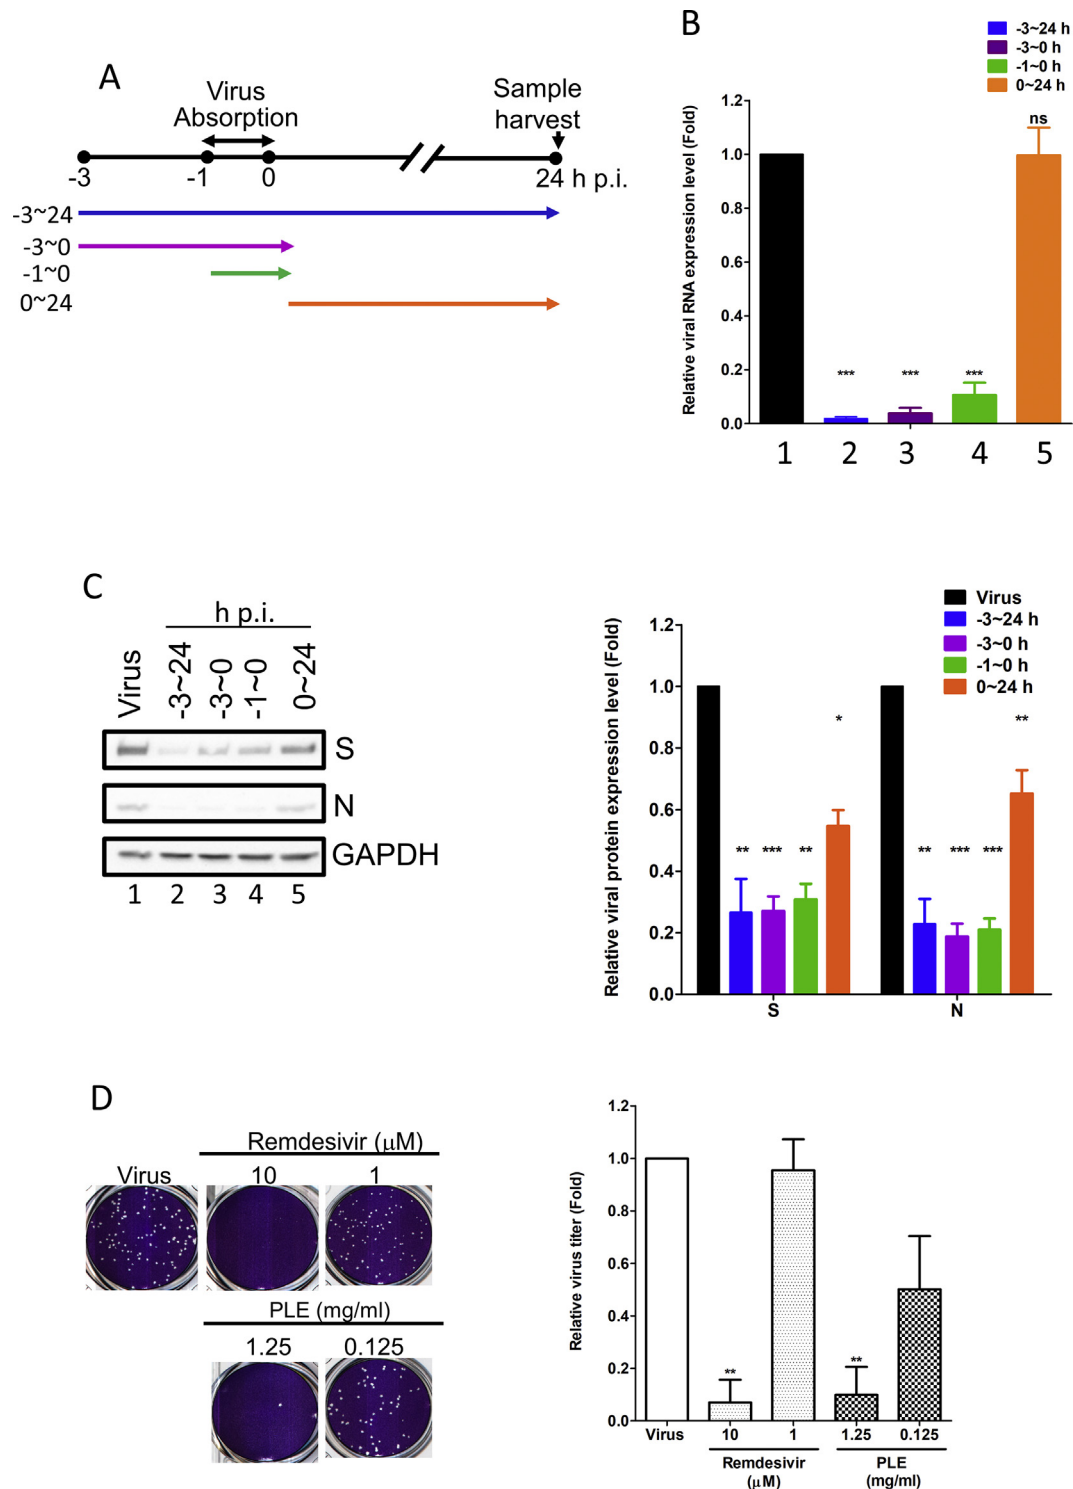 A
Virus
Absorption
Sample
harvest
-3
-1
0
24 h p.i.
-3~24
-3~0
-1~0
0~24
B
-3~24 h
-3~0 h
-1~0 h
0~24 h
Relative viral RNA expression level (Fold)
1.2
1.0
0.8
0.6
0.4
0.2
0.0
***
***
***
ns
1 2 3 4 5
C
h p.i.
Virus
-3~24
-3~0
-1~0
0~24
S
N
GAPDH
1 2 3 4 5
Virus
-3~24 h
-3~0 h
-1~0 h
0~24 h
Relative viral protein expression level (Fold)
1.2
1.0
0.8
0.6
0.4
0.2
0.0
** *** ** *
** *** *** **
S N
D
Remdesivir (μM)
Virus 10 1
PLE (mg/ml)
1.25 0.125
Relative virus titer (Fold)
1.2
1.0
0.8
0.6
0.4
0.2
0.0
**
**
Virus 10 1 1.25 0.125
Remdesivir PLE
(μM) (mg/ml)